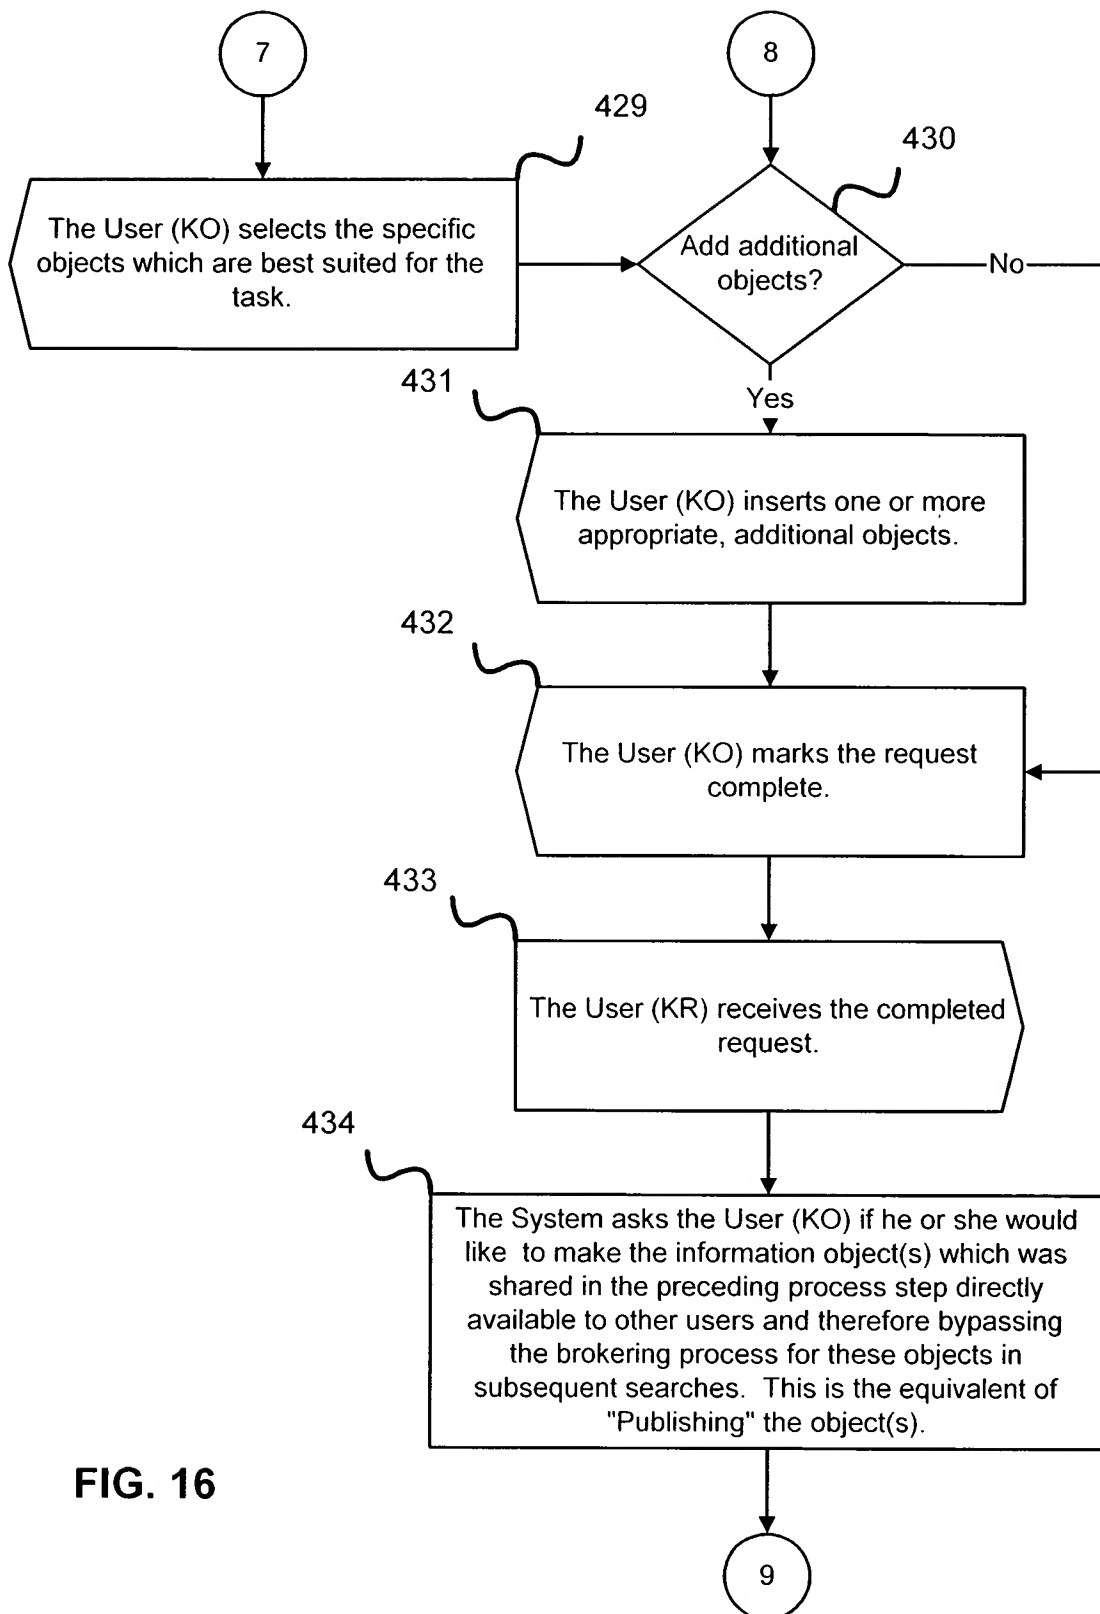 7
8
429
430
The User (KO) selects the specific
objects which are best suited for the
task.
Add additional
objects?
No
431
Yes
The User (KO) inserts one or more
appropriate, additional objects.
432
The User (KO) marks the request
complete.
433
The User (KR) receives the completed
request.
434
The System asks the User (KO) if he or she would
like to make the information object(s) which was
shared in the preceding process step directly
available to other users and therefore bypassing
the brokering process for these objects in
subsequent searches. This is the equivalent of
"Publishing" the object(s).
FIG. 16
9